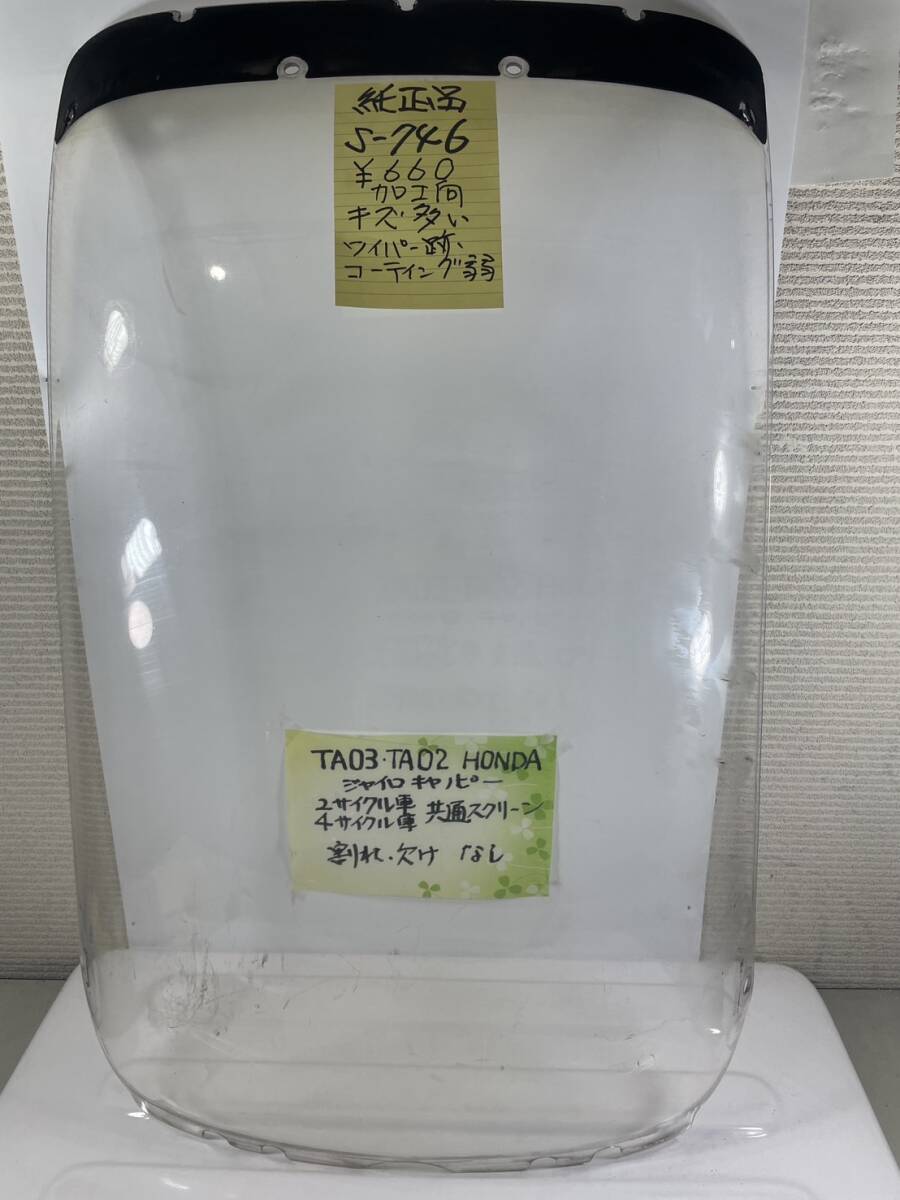 純正品
S-746
¥660
加工向
キズ・多い
ワイパー跡、
コーティング弱
TA03・TA02 HONDA
ジャイロキャノピー
2サイクル車
4サイクル車 共通スクリーン
割れ・欠け なし